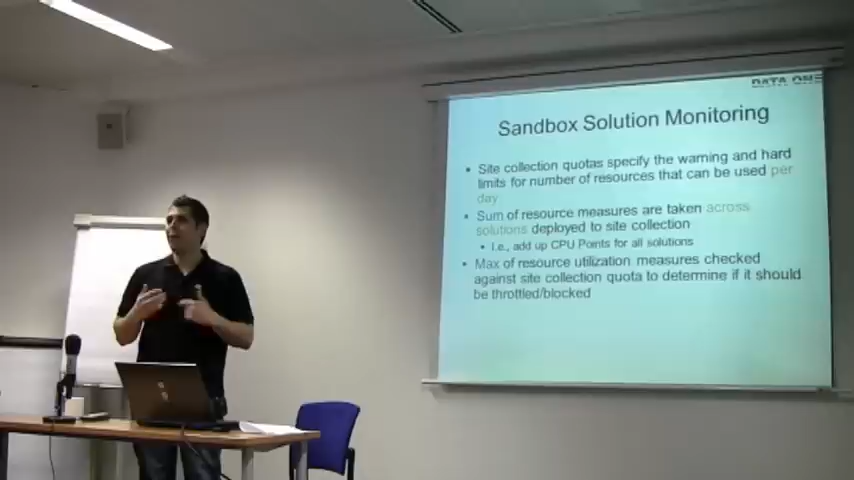 DATA ONE
Sandbox Solution Monitoring
• Site collection quotas specify the warning and hard
limits for number of resources that can be used per
day
• Sum of resource measures are taken across
solutions deployed to site collection
• I.e., add up CPU Points for all solutions
• Max of resource utilization measures checked
against site collection quota to determine if it should
be throttled/blocked